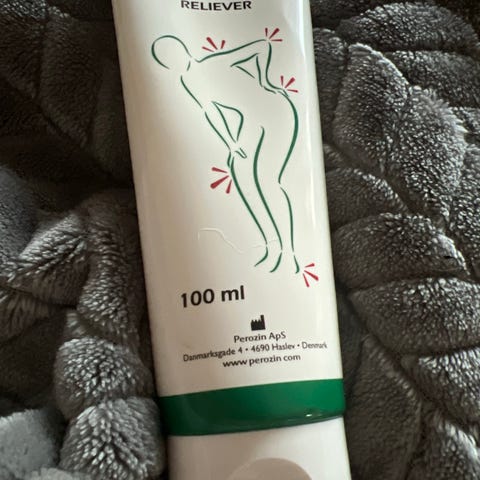 RELIEVER
100 ml
Perozin ApS
Danmarksgade 4 • 4690 Haslev • Denmark
www.perozin.com